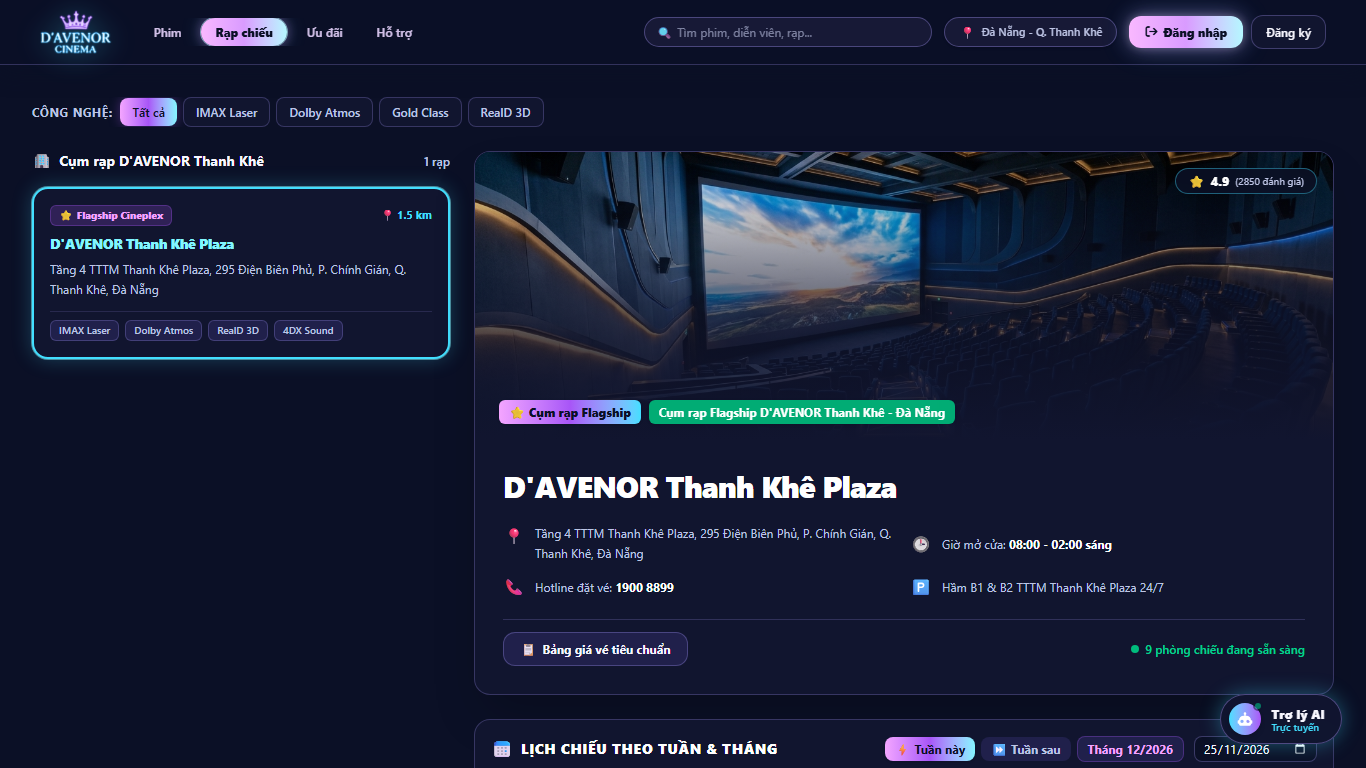 D'AVENOR
CINEMA
Phim
Rạp chiếu
Ưu đãi
Hỗ trợ
Tìm phim, diễn viên, rạp...
Đà Nẵng - Q. Thanh Khê
Đăng nhập
Đăng ký
CÔNG NGHỆ:
Tất cả
IMAX Laser
Dolby Atmos
Gold Class
RealD 3D
Cụm rạp D'AVENOR Thanh Khê
1 rạp
Flagship Cineplex
1.5 km
D'AVENOR Thanh Khê Plaza
Tầng 4 TTTM Thanh Khê Plaza, 295 Điện Biên Phủ, P. Chính Gián, Q.
Thanh Khê, Đà Nẵng
IMAX Laser
Dolby Atmos
RealD 3D
4DX Sound
4.9 (2850 đánh giá)
Cụm rạp Flagship
Cụm rạp Flagship D'AVENOR Thanh Khê - Đà Nẵng
D'AVENOR Thanh Khê Plaza
Tầng 4 TTTM Thanh Khê Plaza, 295 Điện Biên Phủ, P. Chính Gián, Q.
Thanh Khê, Đà Nẵng
Giờ mở cửa: 08:00 - 02:00 sáng
Hotline đặt vé: 1900 8899
P
Hầm B1 & B2 TTTM Thanh Khê Plaza 24/7
Bảng giá vé tiêu chuẩn
9 phòng chiếu đang sẵn sàng
Trợ lý AI
Trực tuyến
LỊCH CHIẾU THEO TUẦN & THÁNG
Tuần này
Tuần sau
Tháng 12/2026
25/11/2026